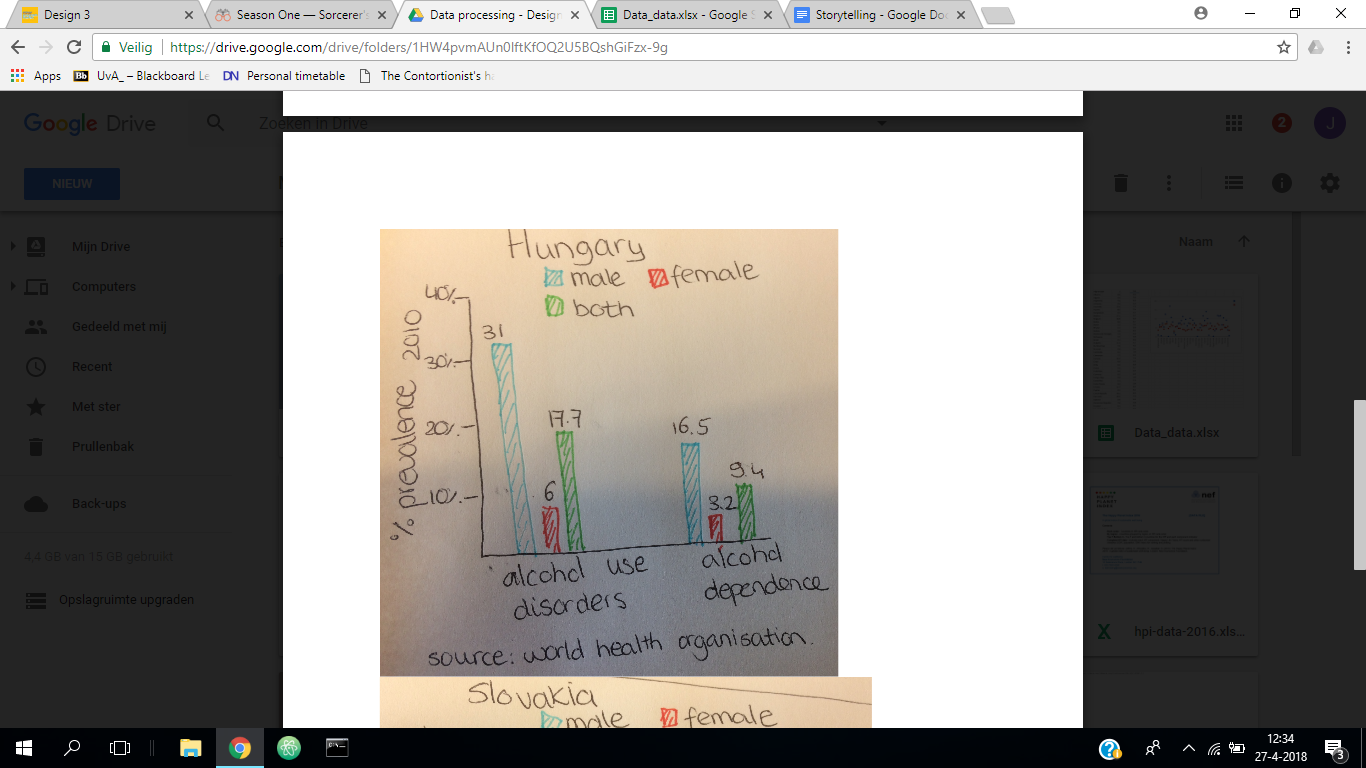 Design 3
Season One — Sorcerer's
Data processing - Design
Data_data.xlsx - Google S
Storytelling - Google Do
Veilig
https://drive.google.com/drive/folders/1HW4pvmAUn0lftKfOQ2U5BQshGiFzx-9g
Apps
Bb UvA_ – Blackboard Le
DN Personal timetable
The Contortionist's ha
Google Drive
Zoeken in Drive
2
J
NIEUW
Mijn Drive
Computers
Gedeeld met mij
Recent
Met ster
Prullenbak
Back-ups
4,4 GB van 15 GB gebruikt
Opslagruimte upgraden
Hungary
male
female
both
% prevalence 2010
40%
30%
20%
10%
31
6
17.7
16.5
3.2
9.4
alcohol use
disorders
alcohol
dependence
source: world health organisation.
Slovakia
male
female
Naam
Data_data.xlsx
nef
X hpi-data-2016.xls...
12:34
27-4-2018
3